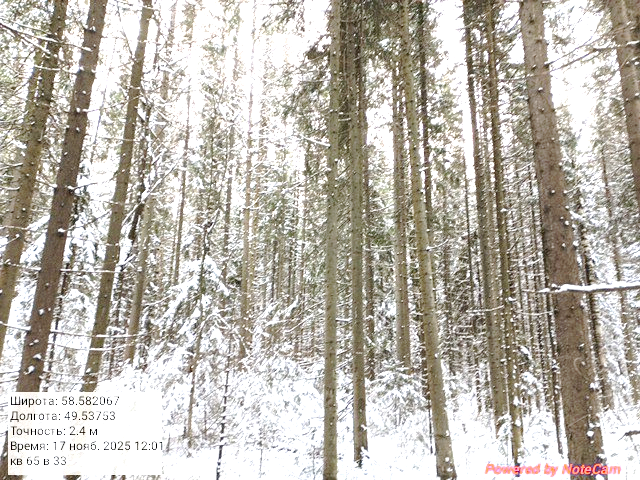 Широта: 58.582067
Долгота: 49.53753
Точность: 2.4 м
Время: 17 нояб. 2025 12:01
кв 65 в 33
Powered by NoteCam